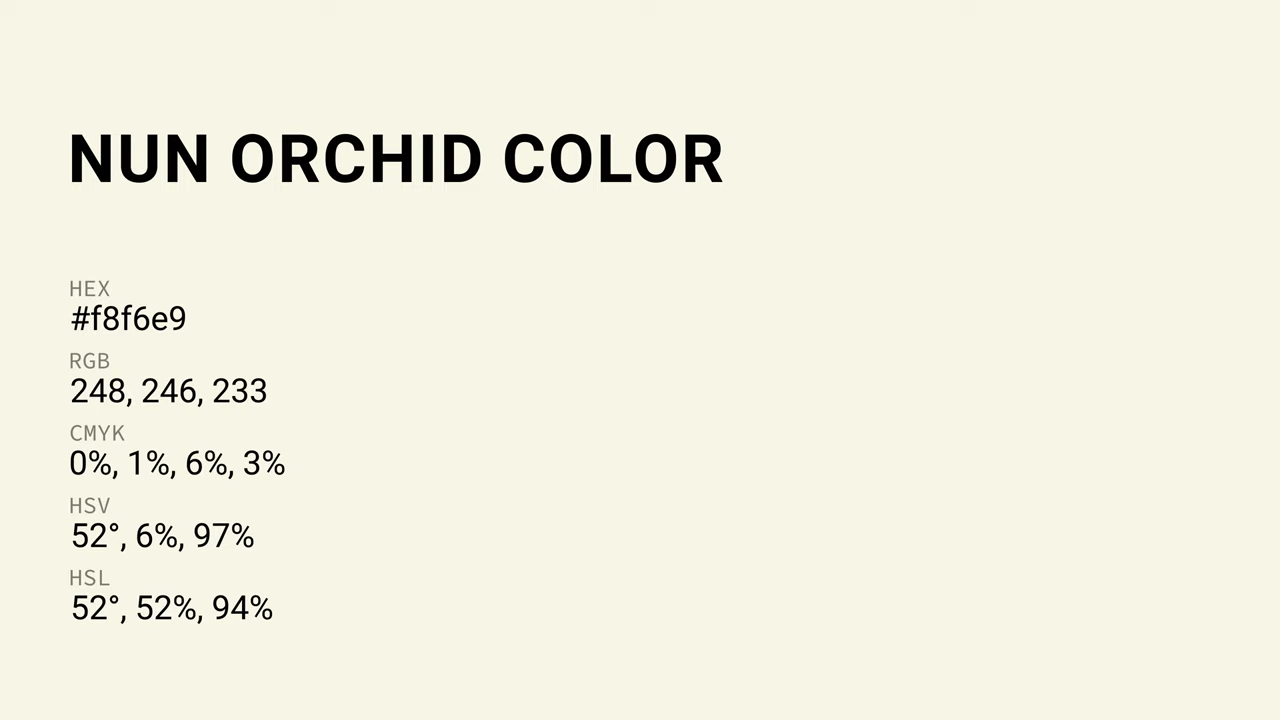 NUN ORCHID COLOR
HEX
#f8f6e9
RGB
248, 246, 233
CMYK
0%, 1%, 6%, 3%
HSV
52°, 6%, 97%
HSL
52°, 52%, 94%